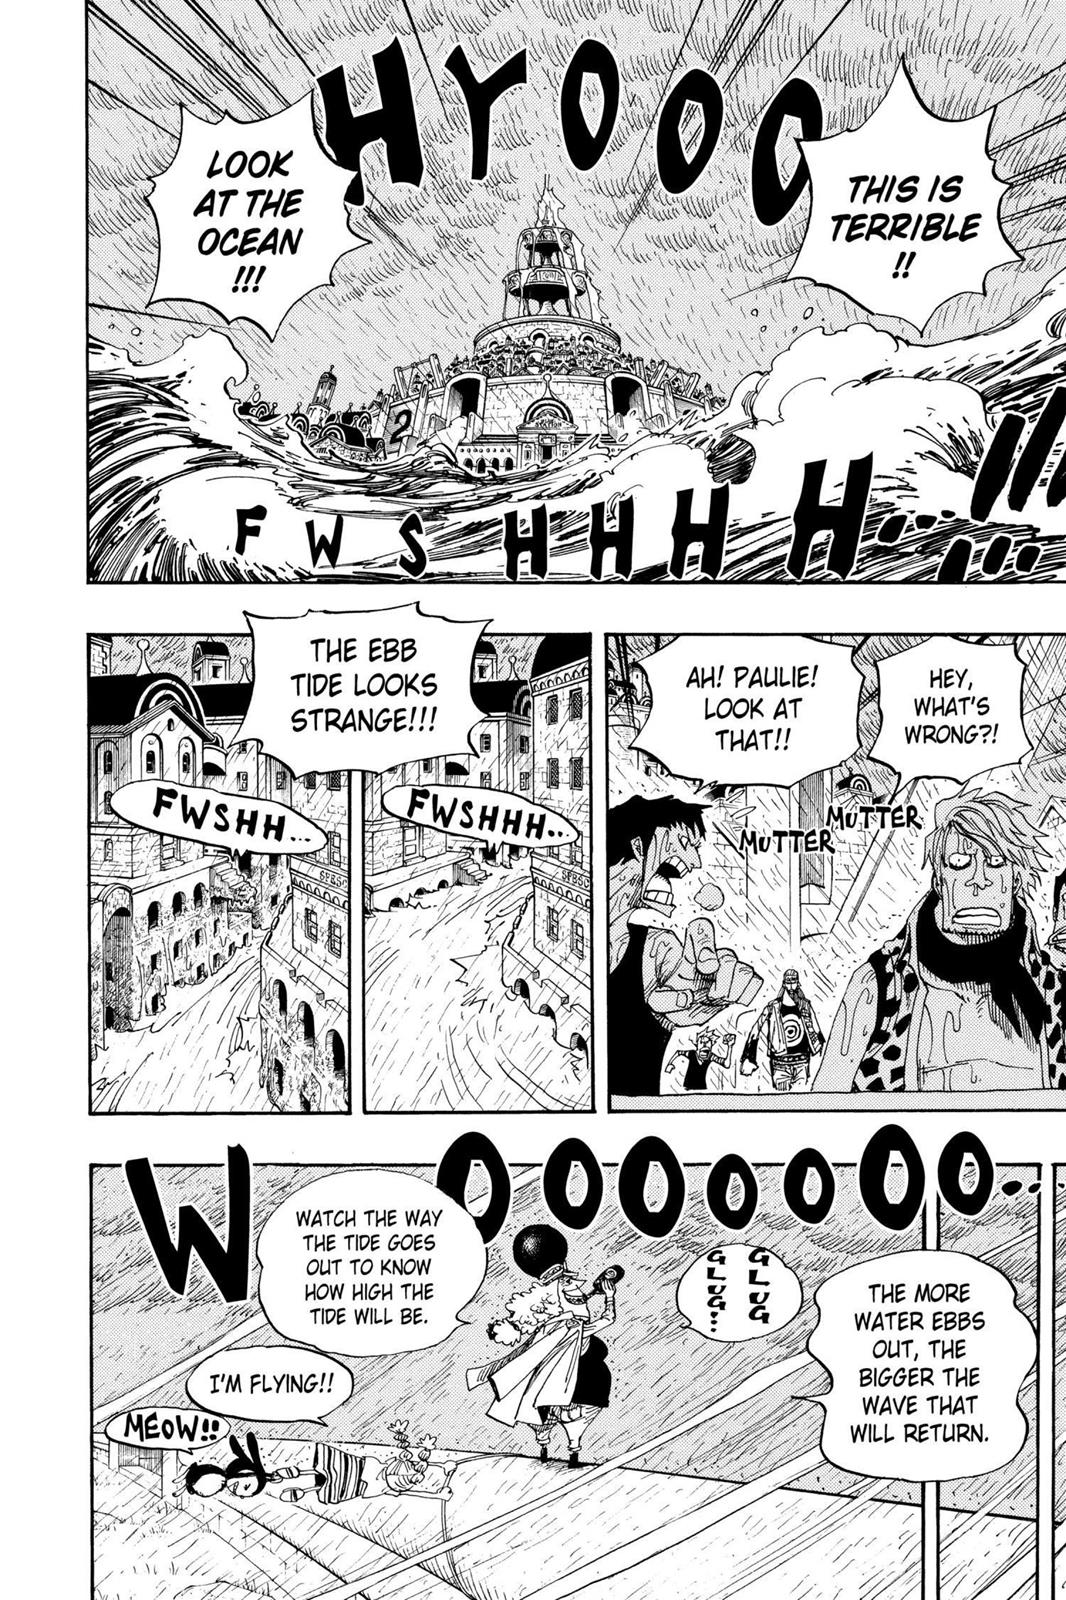 HYOOO
THIS IS
TERRIBLE
!!
LOOK
AT THE
OCEAN
!!!
2
FWSHHHH...!!!
HEY,
WHAT'S
WRONG?!
AH! PAULIE!
LOOK AT
THAT!!
MUTTER
MUTTER
THE EBB
TIDE LOOKS
STRANGE!!!
FWSHHH...
FWSHH...
WOOOOOOO...
THE MORE
WATER EBBS
OUT, THE
BIGGER THE
WAVE THAT
WILL RETURN.
GLUG
GLUG...
WATCH THE WAY
THE TIDE GOES
OUT TO KNOW
HOW HIGH THE
TIDE WILL BE.
I'M FLYING!!
MEOW!!